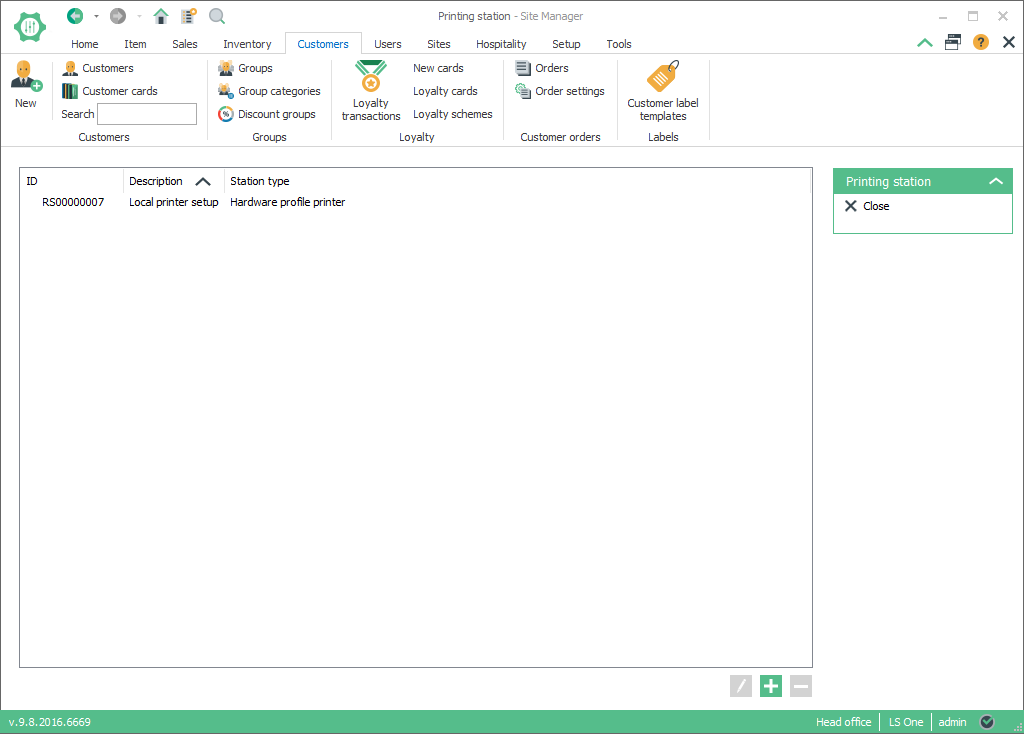 Printing station - Site Manager
Home Item Sales Inventory Customers Users Sites Hospitality Setup Tools
?
New
Customers
Customer cards
Search
Customers
Groups
Group categories
% Discount groups
Groups
Loyalty
transactions
New cards
Loyalty cards
Loyalty schemes
Loyalty
Orders
Order settings
Customer orders
Customer label
templates
Labels
ID Description Station type
RS00000007 Local printer setup Hardware profile printer
Printing station
Close
v.9.8.2016.6669 Head office LS One admin